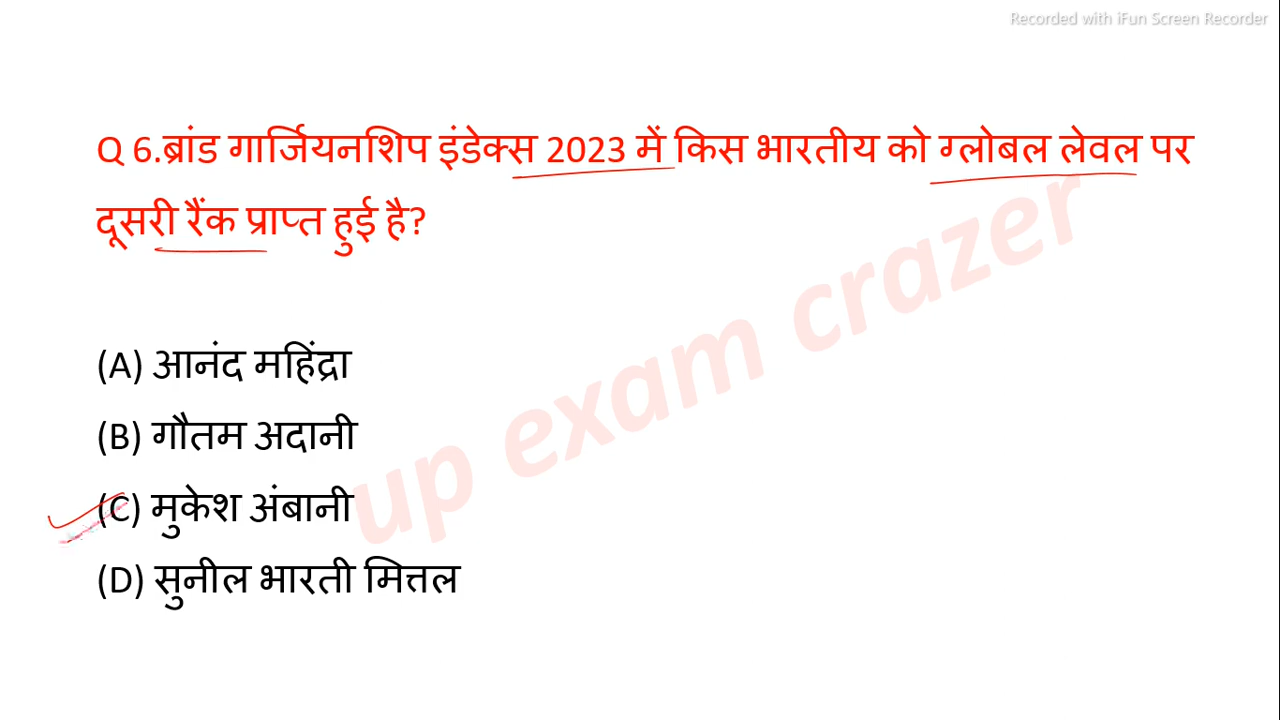 Recorded with iFun Screen Recorder
Q 6.ब्रांड गार्जियनशिप इंडेक्स 2023 में किस भारतीय को ग्लोबल लेवल पर
दूसरी रैंक प्राप्त हुई है?
(A) आनंद महिंद्रा
(B) गौतम अदानी
(C) मुकेश अंबानी
(D) सुनील भारती मित्तल
up exam crazer